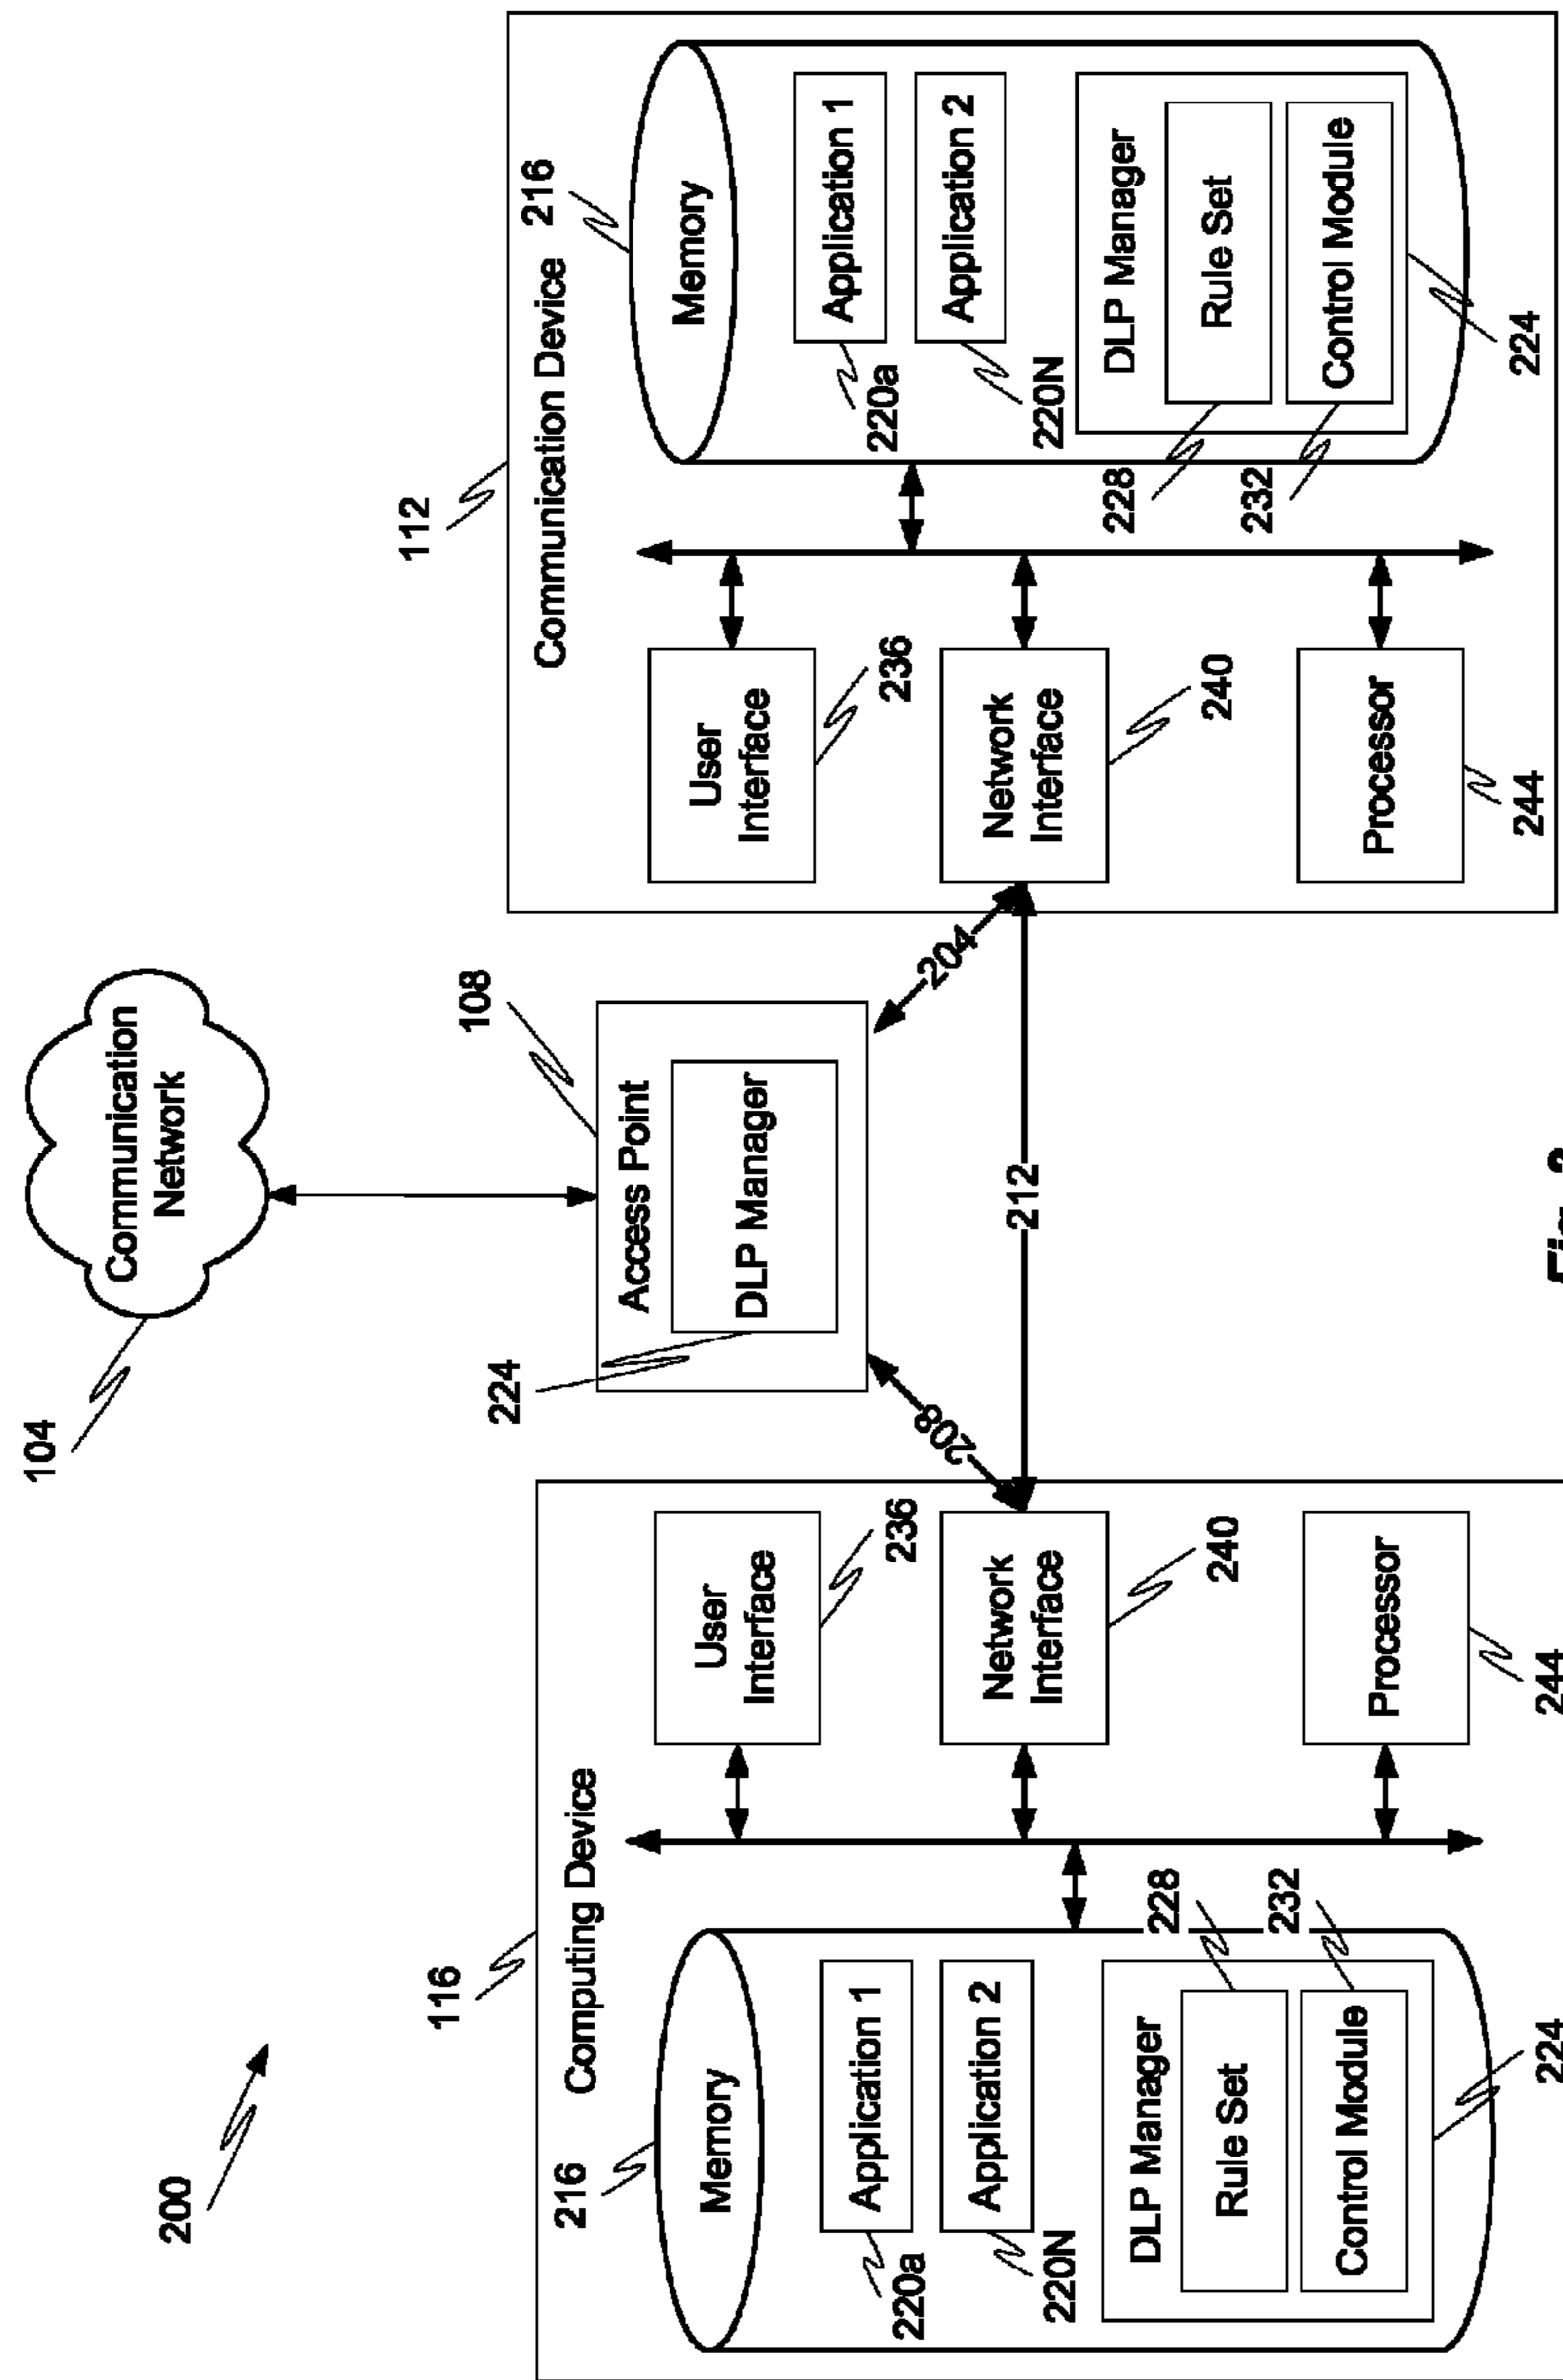 200
104
Communication
Network
116
Computing Device
216
Memory
220a
Application 1
220N
Application 2
DLP Manager
228
Rule Set
232
Control Module
224
User
Interface
236
Network
Interface
240
Processor
244
108
Access Point
DLP Manager
224
208
204
212
112
Communication Device
216
Memory
User
Interface
236
Network
Interface
240
Processor
244
220a
Application 1
220N
Application 2
DLP Manager
228
Rule Set
232
Control Module
224